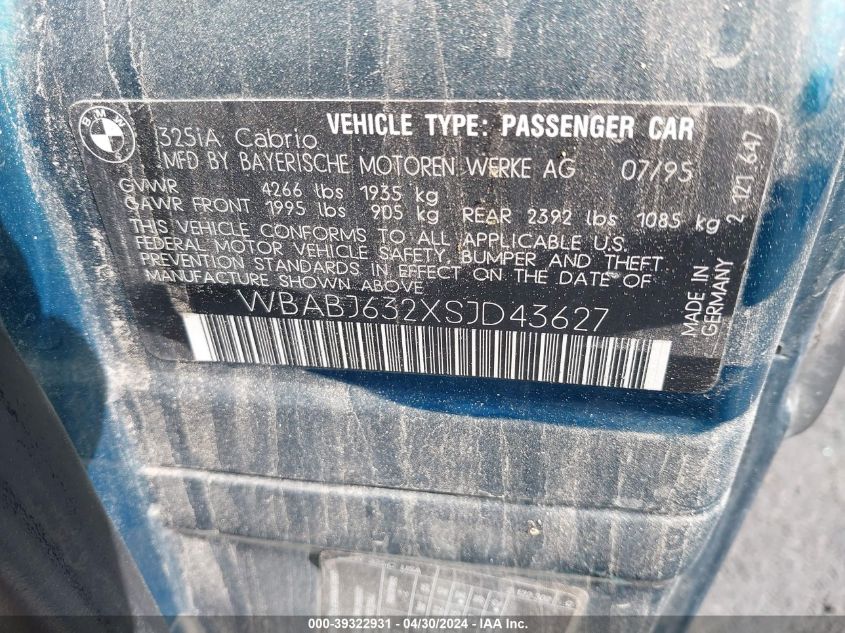 BMW
325iA Cabrio
VEHICLE TYPE: PASSENGER CAR
MFD BY BAYERISCHE MOTOREN WERKE AG 07/95
GVWR 4266 lbs 1935 kg
GAWR FRONT 1995 lbs 905 kg REAR 2392 lbs 1085 kg
THIS VEHICLE CONFORMS TO ALL APPLICABLE U.S.
FEDERAL MOTOR VEHICLE SAFETY, BUMPER AND THEFT
PREVENTION STANDARDS IN EFFECT ON THE DATE OF
MANUFACTURE SHOWN ABOVE
WBABJ632XSJD43627
MADE IN
GERMANY
2 121 647
000-39322931 - 04/30/2024 - IAA Inc.